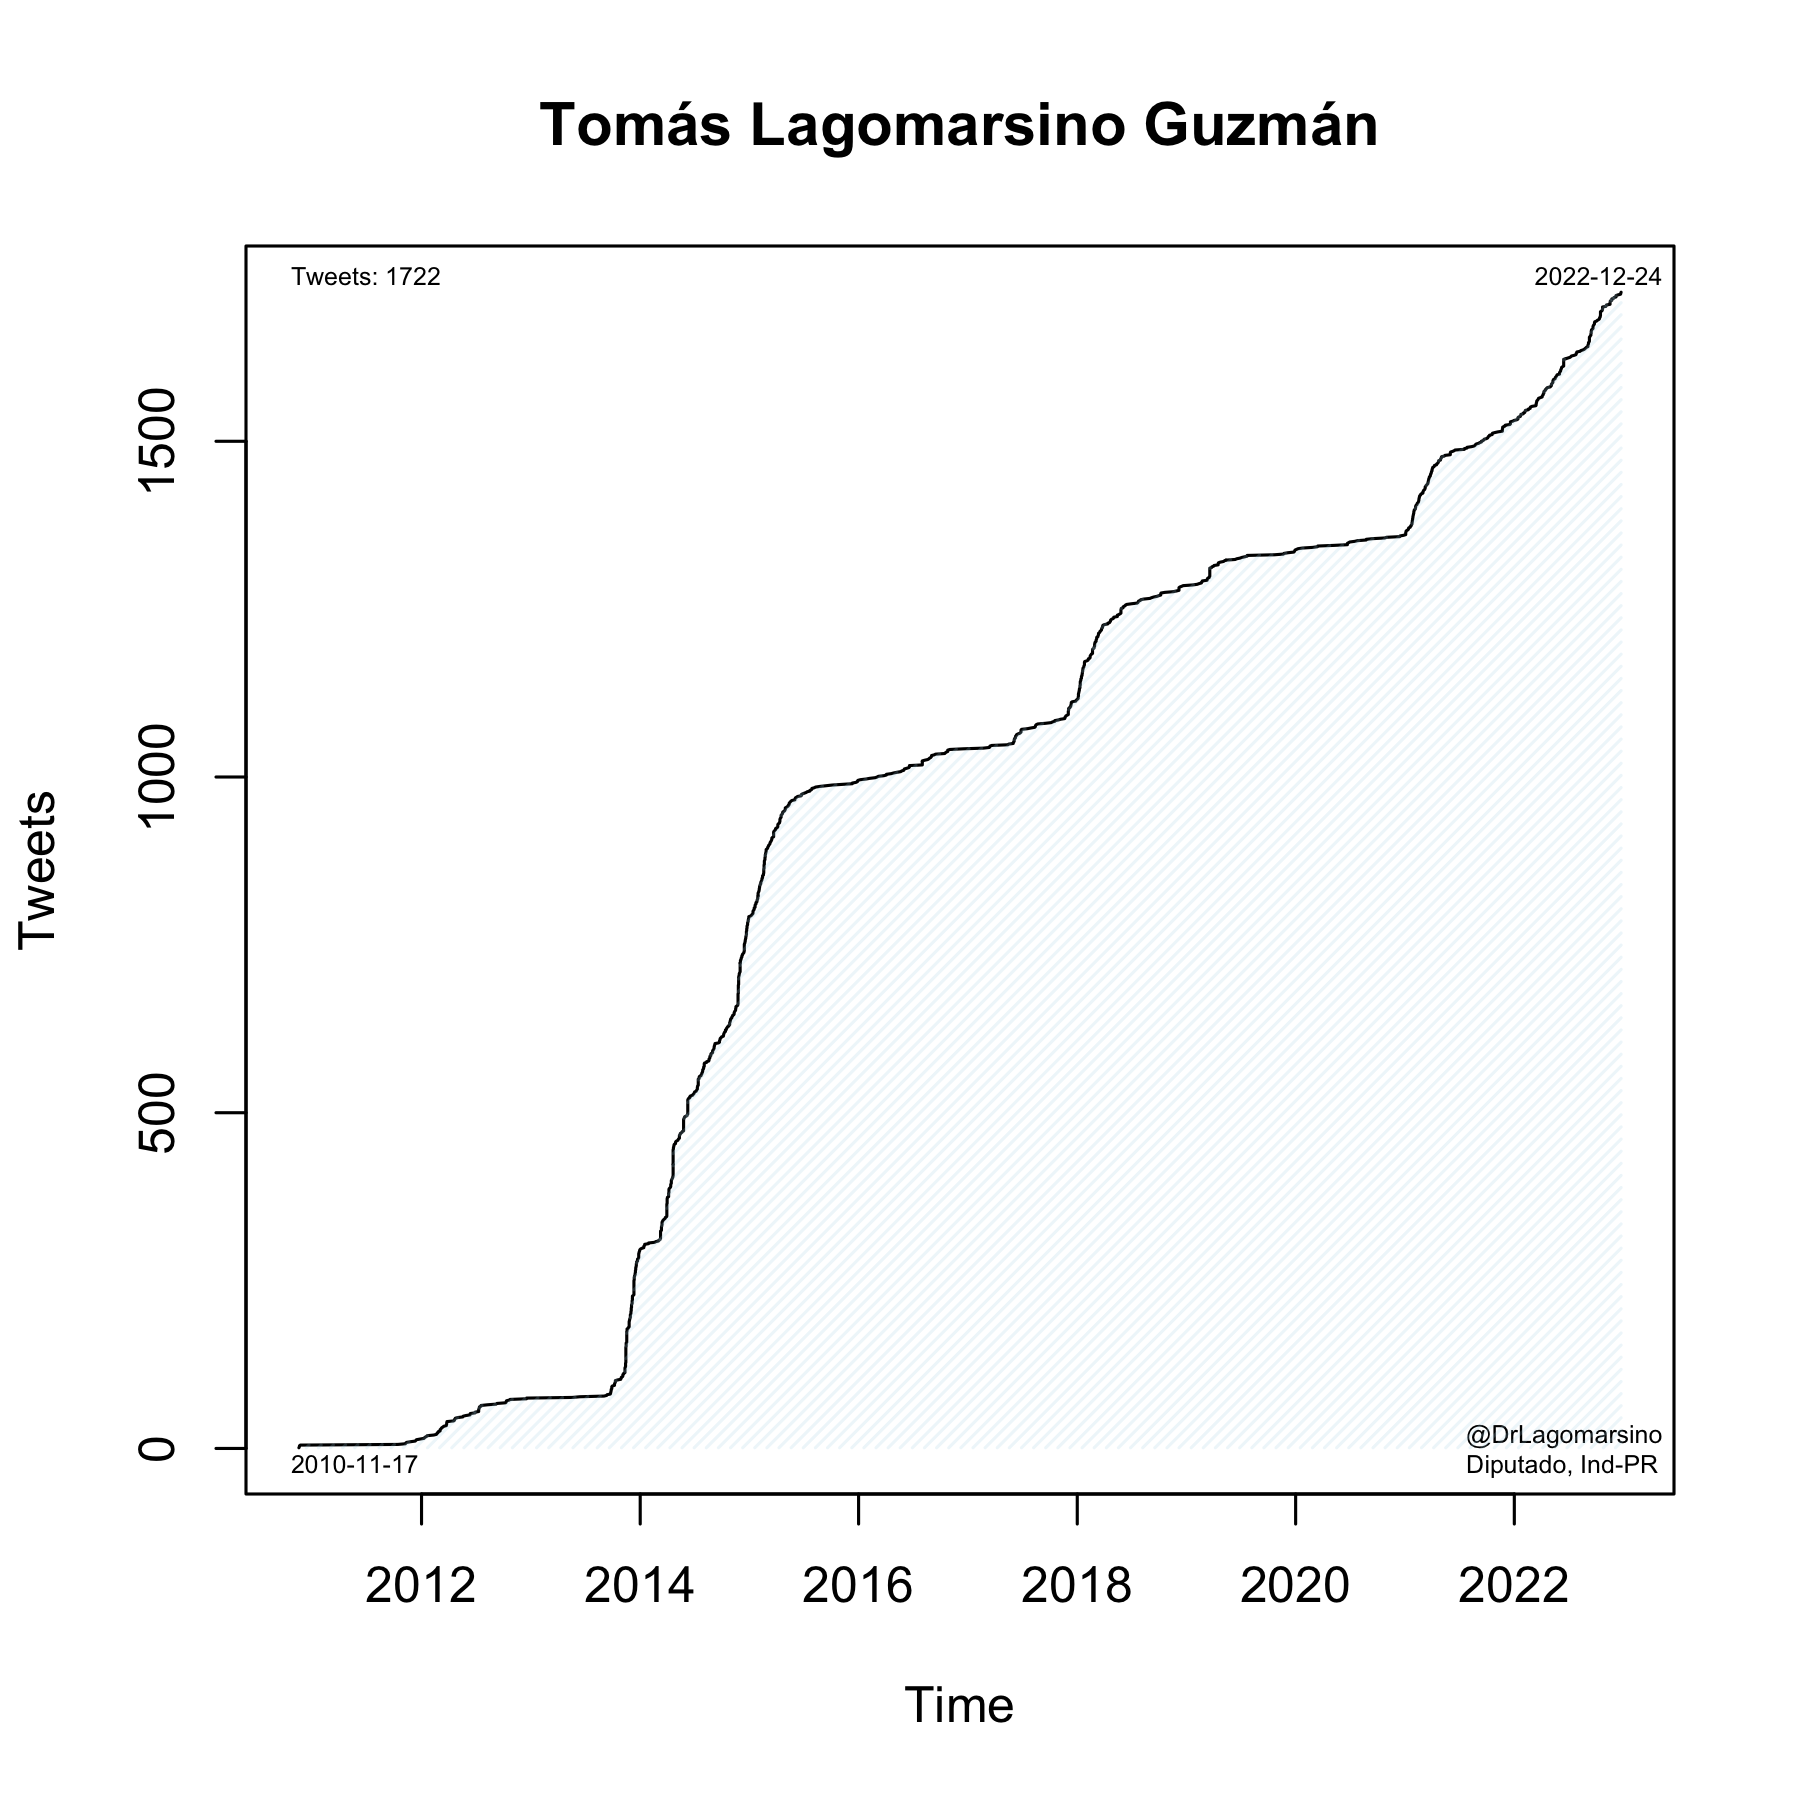 Tomás Lagomarsino Guzmán
Tweets: 1722
2022-12-24
1500
1000
500
0
Tweets
@DrLagomarsino
Diputado, Ind-PR
2010-11-17
2012
2014
2016
2018
2020
2022
Time